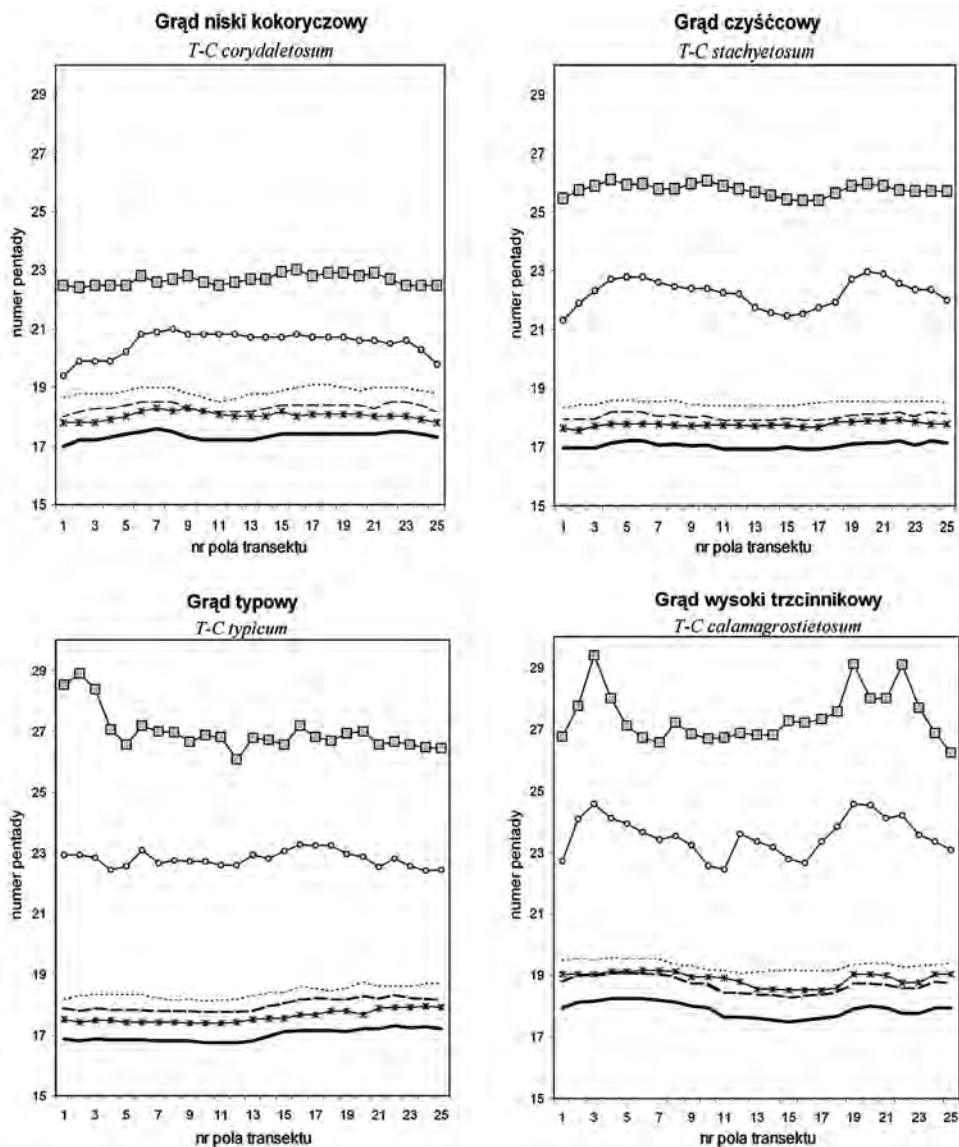 Grąd niski kokoryczowy
T-C corydaletosum
numer pentady
29
27
25
23
21
19
17
15
1 3 5 7 9 11 13 15 17 19 21 23 25
nr pola transektu
Grąd czyśćcowy
T-C stachyetosum
numer pentady
29
27
25
23
21
19
17
15
1 3 5 7 9 11 13 15 17 19 21 23 25
nr pola transektu
Grąd typowy
T-C typicum
numer pentady
29
27
25
23
21
19
17
15
1 3 5 7 9 11 13 15 17 19 21 23 25
nr pola transektu
Grąd wysoki trzcinnikowy
T-C calamagrostietosum
numer pentady
29
27
25
23
21
19
17
15
1 3 5 7 9 11 13 15 17 19 21 23 25
nr pola transektu